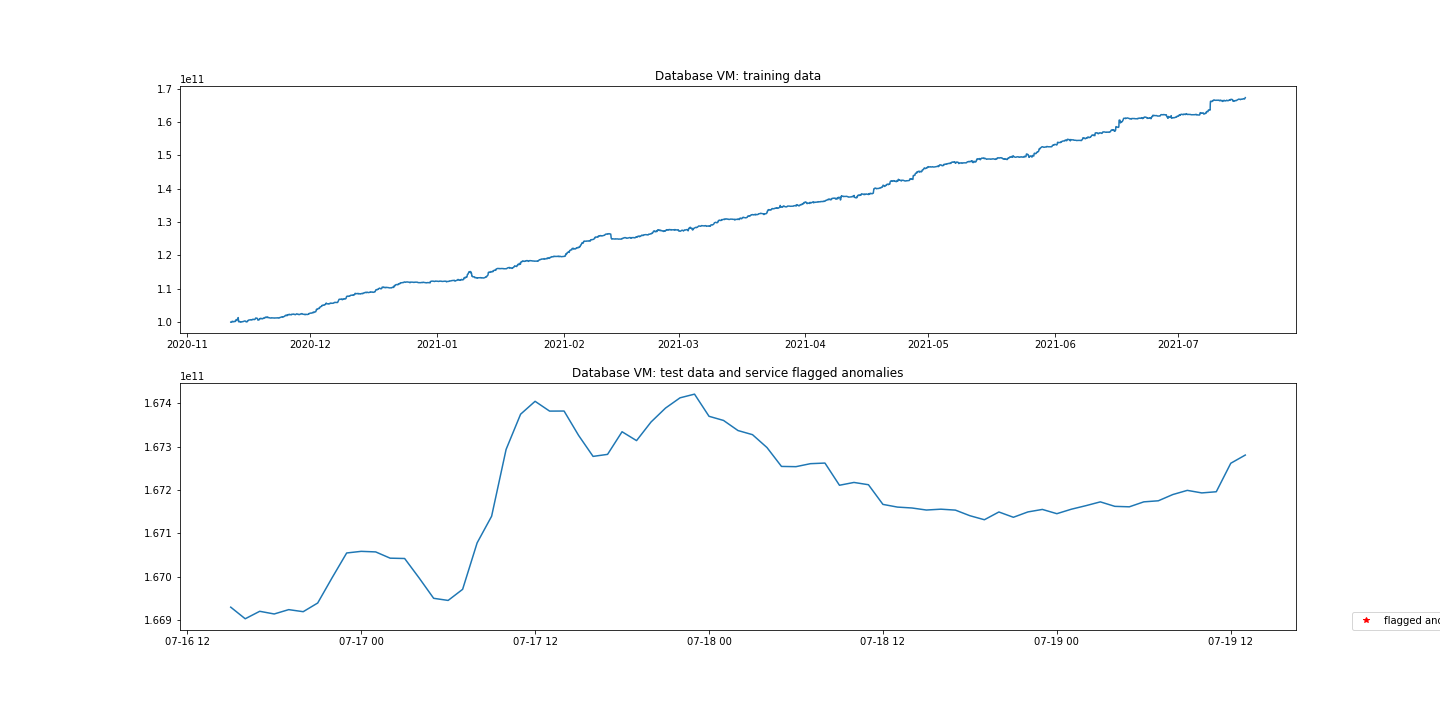 Database VM: training data
1e11
1.7
1.6
1.5
1.4
1.3
1.2
1.1
1.0
2020-11 2020-12 2021-01 2021-02 2021-03 2021-04 2021-05 2021-06 2021-07
Database VM: test data and service flagged anomalies
1e11
1.674
1.673
1.672
1.671
1.670
1.669
07-16 12 07-17 00 07-17 12 07-18 00 07-18 12 07-19 00 07-19 12
flagged